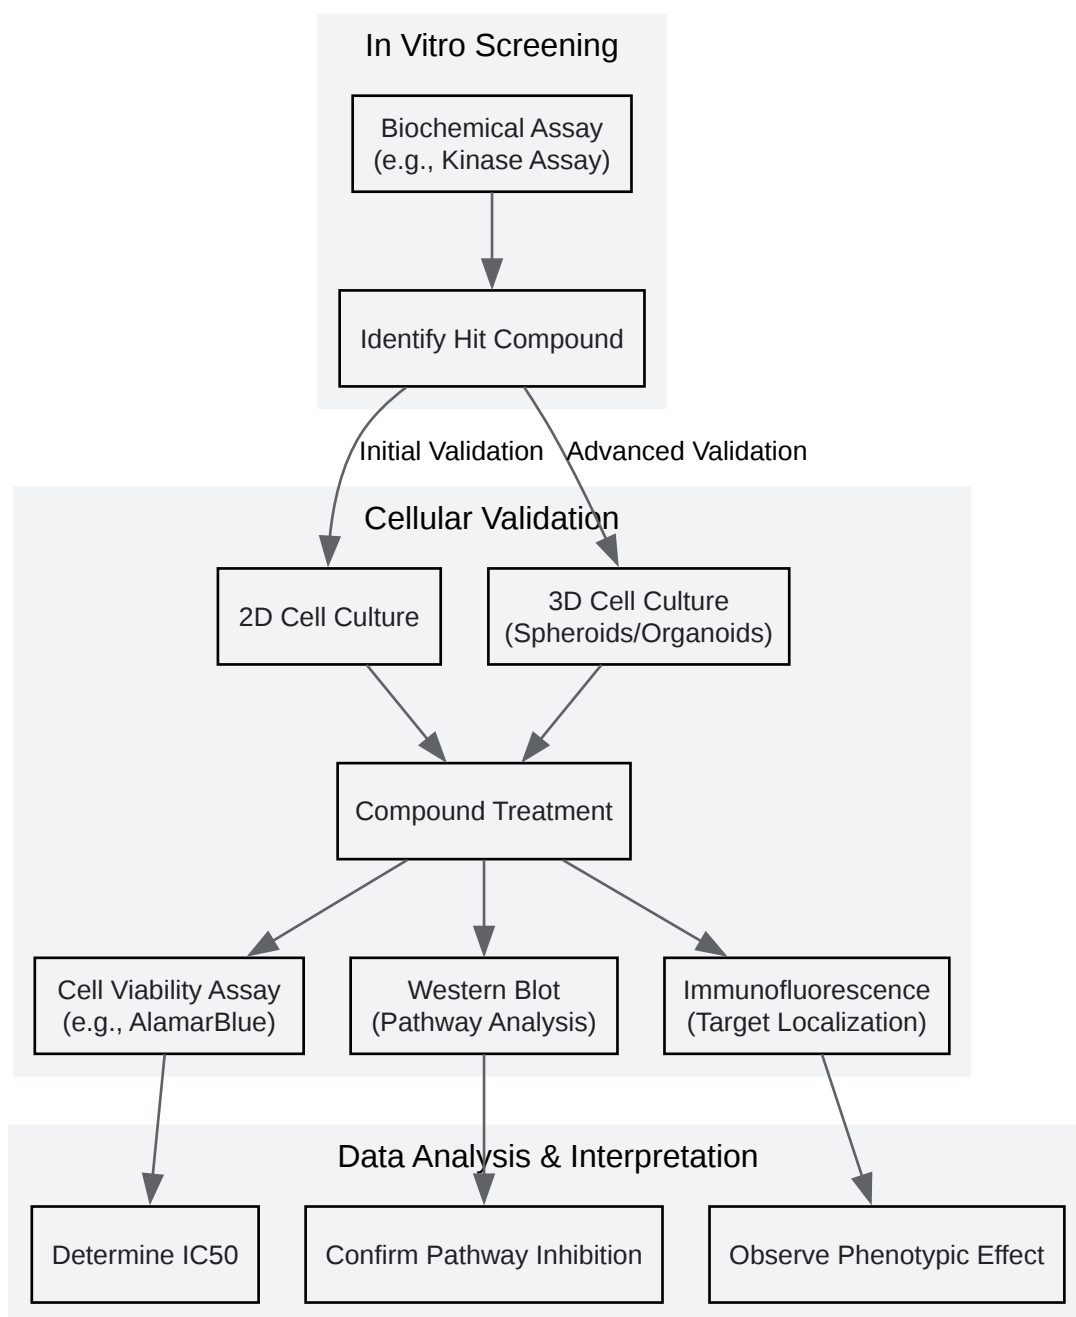 In Vitro Screening
Biochemical Assay
(e.g., Kinase Assay)
Identify Hit Compound
Initial Validation
Advanced Validation
Cellular Validation
2D Cell Culture
3D Cell Culture
(Spheroids/Organoids)
Compound Treatment
Cell Viability Assay
(e.g., AlamarBlue)
Western Blot
(Pathway Analysis)
Immunofluorescence
(Target Localization)
Data Analysis & Interpretation
Determine IC50
Confirm Pathway Inhibition
Observe Phenotypic Effect